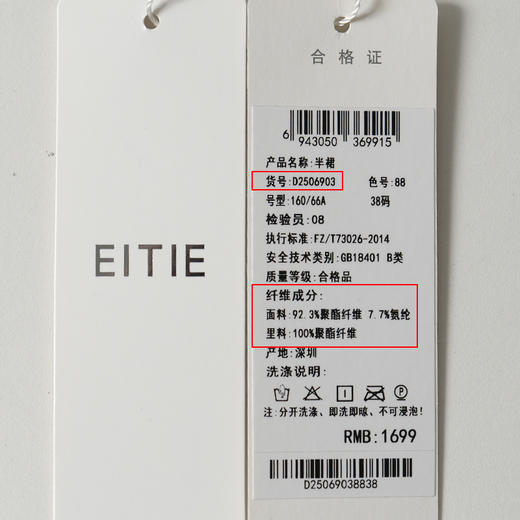 EITIE
合格证
6 943050 369915
产品名称:半裙
货号:D2506903 色号:88
号型:160/66A 38码
检验员:08
执行标准:FZ/T73026-2014
安全技术类别:GB18401 B类
质量等级:合格品
纤维成分:
面料:92.3%聚酯纤维 7.7%氨纶
里料:100%聚酯纤维
产地:深圳
洗涤说明:
注:分开洗涤、即洗即晾、不可浸泡!
RMB:1699
D25069038838